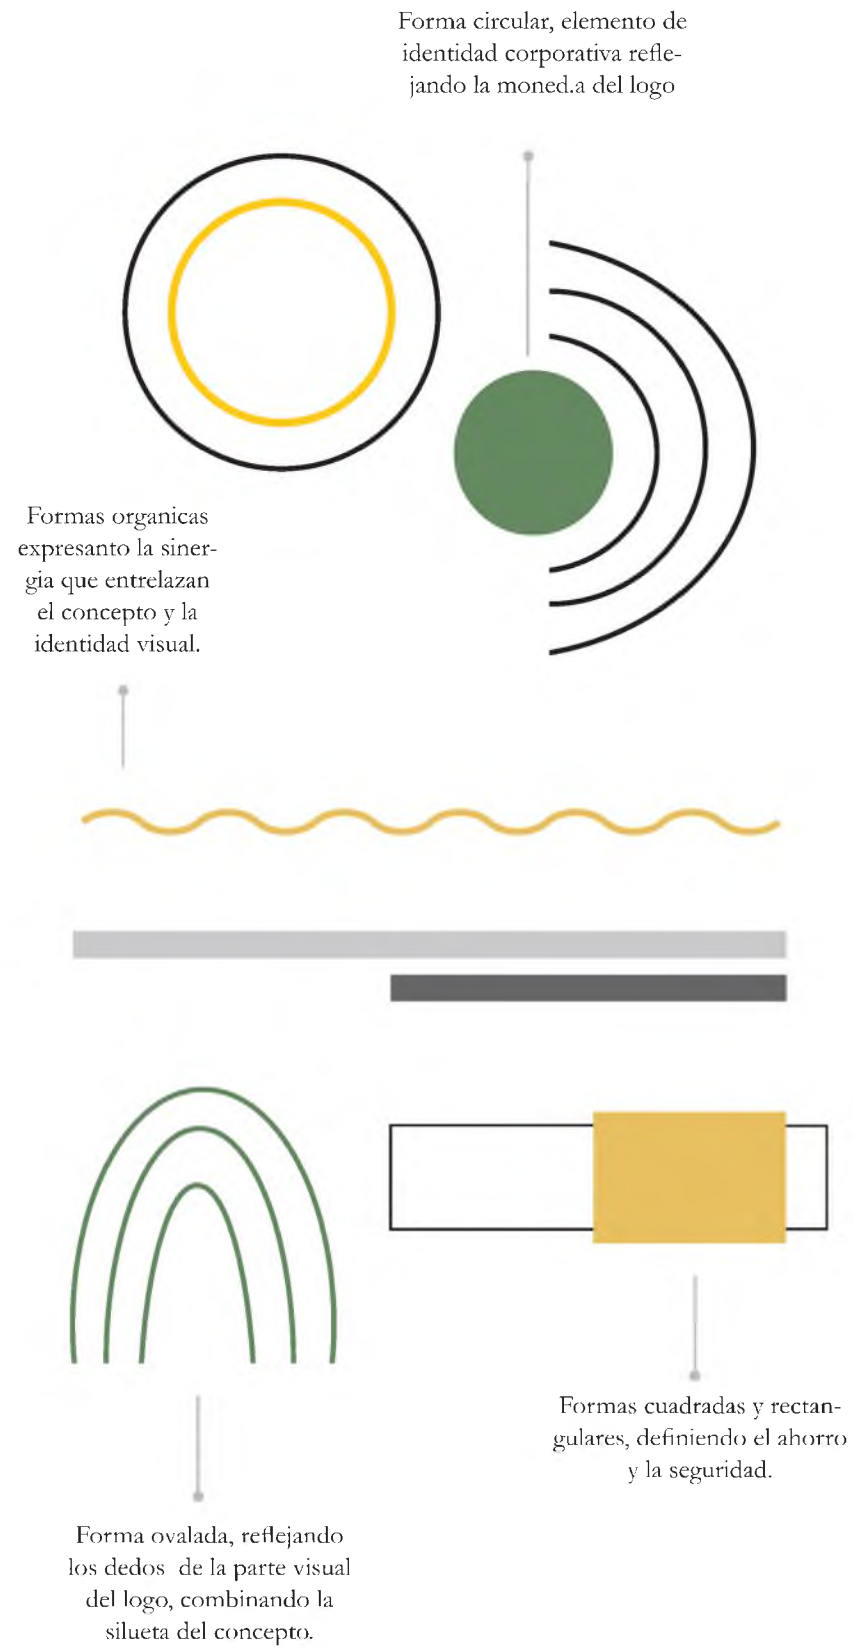 Forma circular, elemento de
identidad corporativa refle-
jando la moned.a del logo
Formas organicas
expresanto la siner-
gia que entrelazan
el concepto y la
identidad visual.
Formas cuadradas y rectan-
gulares, definiendo el ahorro
y la seguridad.
Forma ovalada, reflejando
los dedos  de la parte visual
del logo, combinando la
silueta del concepto.